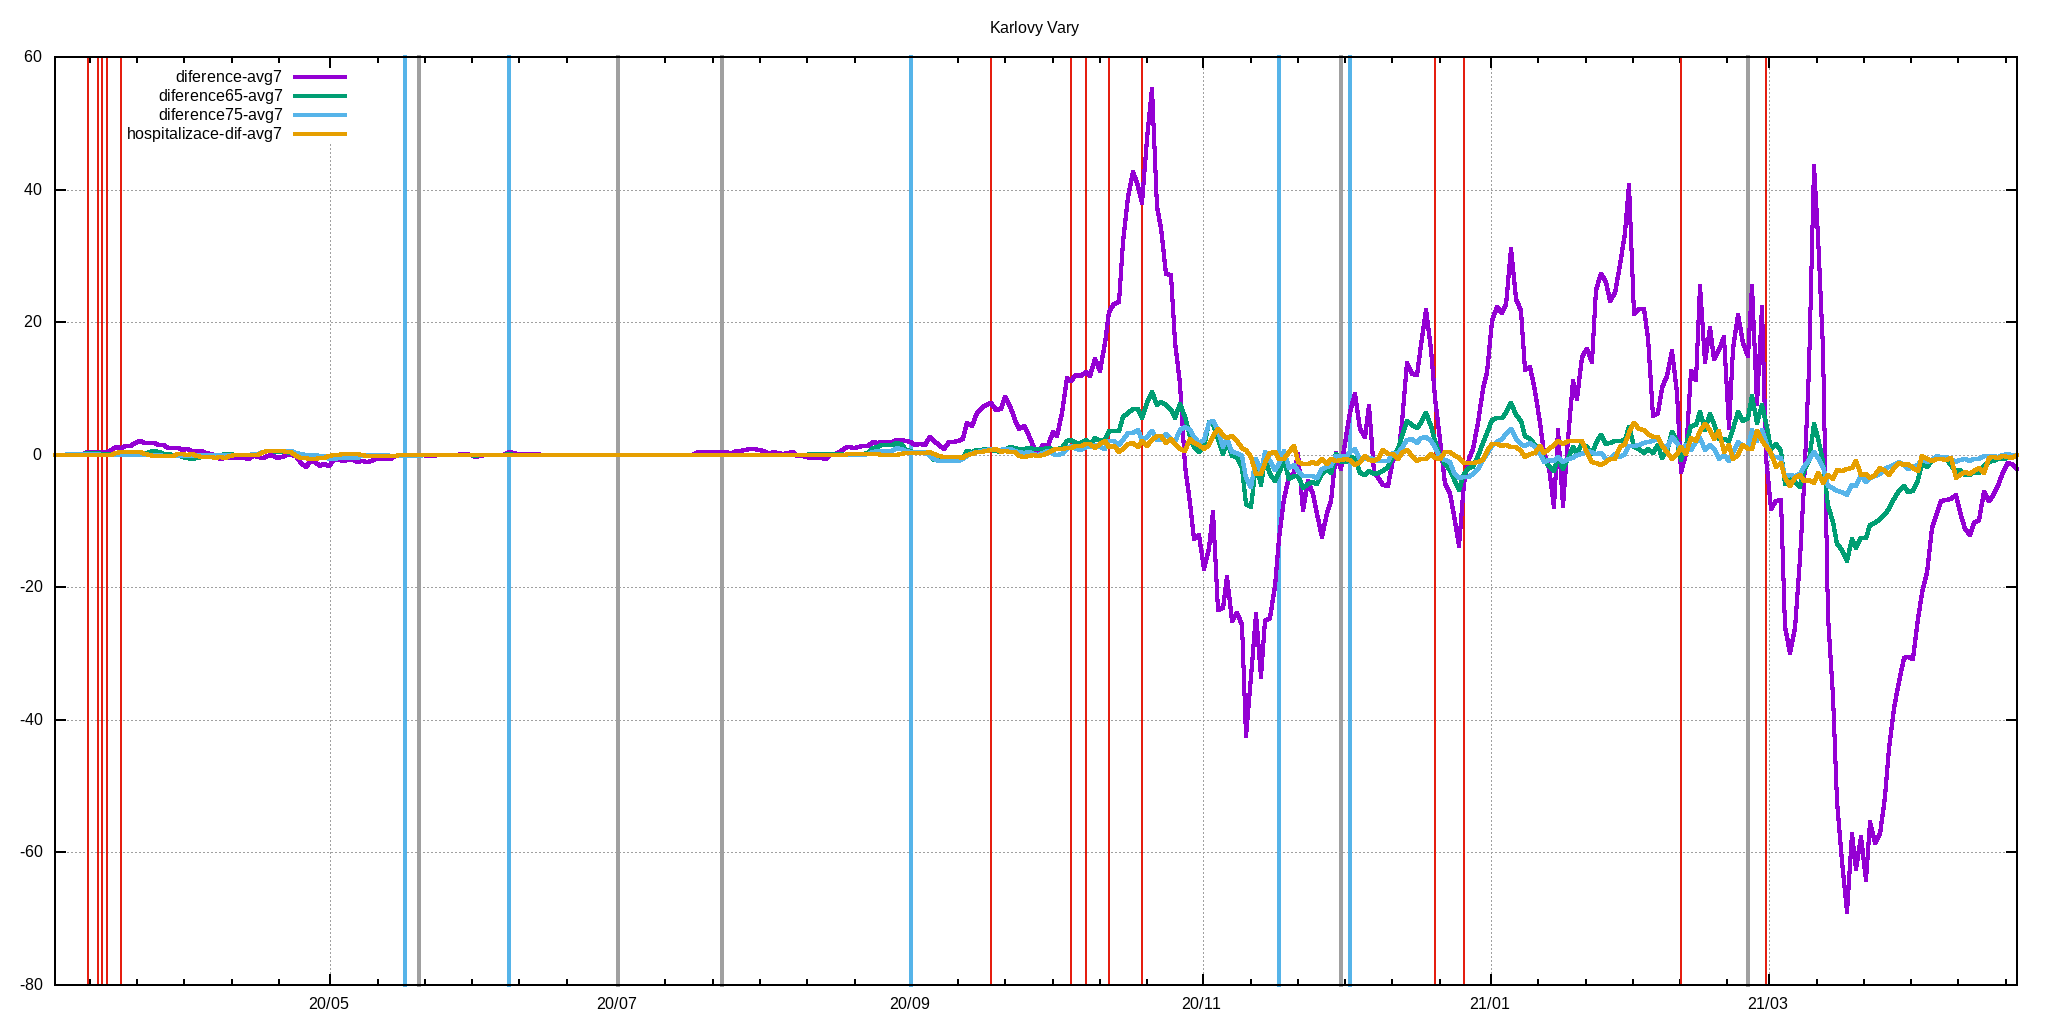 Karlovy Vary
diference-avg7
diference65-avg7
diference75-avg7
hospitalizace-dif-avg7
60
40
20
0
-20
-40
-60
-80
20/05 20/07 20/09 20/11 21/01 21/03